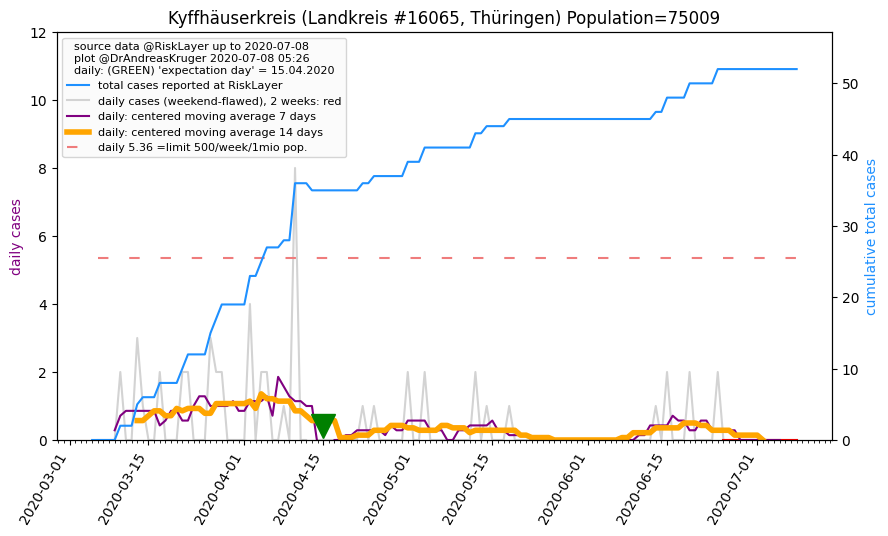 Kyffhäuserkreis (Landkreis #16065, Thüringen) Population=75009
source data @RiskLayer up to 2020-07-08
plot @DrAndreasKruger 2020-07-08 05:26
daily: (GREEN) 'expectation day' = 15.04.2020
total cases reported at RiskLayer
daily cases (weekend-flawed), 2 weeks: red
daily: centered moving average 7 days
daily: centered moving average 14 days
daily 5.36 =limit 500/week/1mio pop.
daily cases
12
10
8
6
4
2
0
50
40
30
20
10
0
cumulative total cases
2020-03-01
2020-03-15
2020-04-01
2020-04-15
2020-05-01
2020-05-15
2020-06-01
2020-06-15
2020-07-01